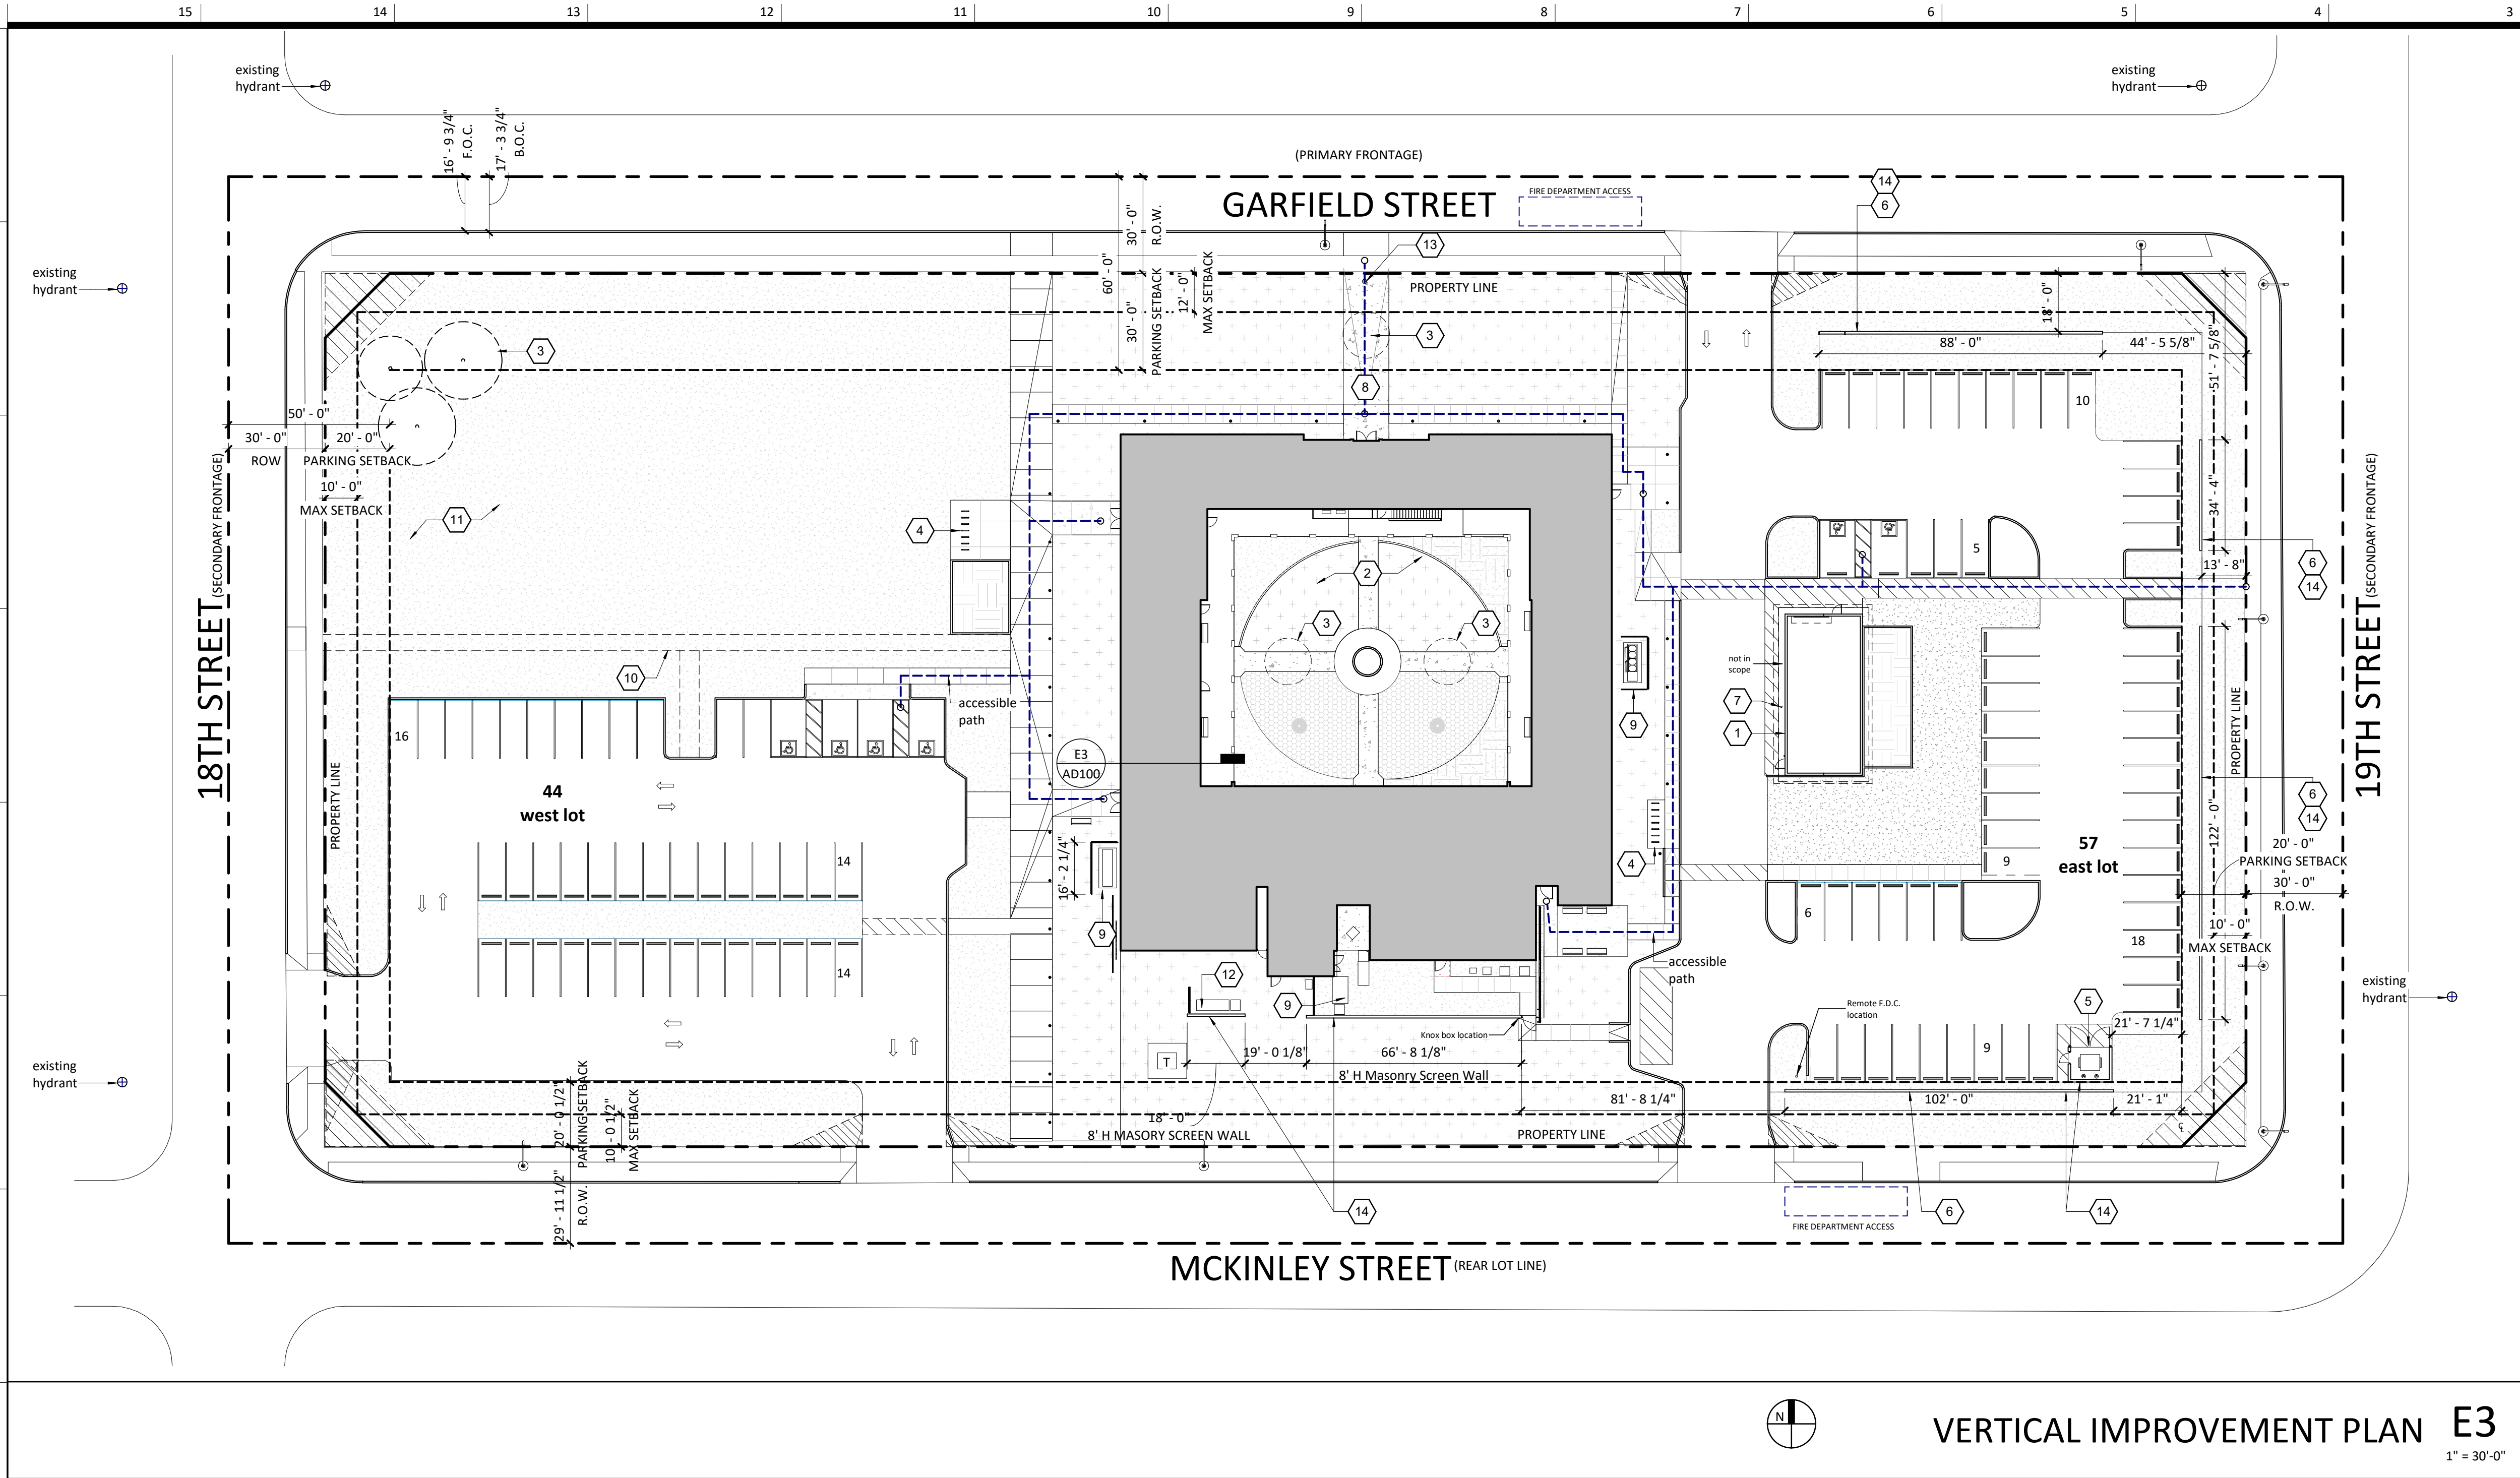 15
14
13
12
11
10
9
8
7
6
5
4
3
existing
hydrant
existing
hydrant
16' - 9 3/4"
F.O.C.
17' - 3 3/4"
B.O.C.
(PRIMARY FRONTAGE)
GARFIELD STREET
FIRE DEPARTMENT ACCESS
14
6
30' - 0"
R.O.W.
60' - 0"
30' - 0"
PARKING SETBACK
12' - 0"
MAX SETBACK
13
PROPERTY LINE
existing
hydrant
3
3
8
18' - 0"
88' - 0"
44' - 5 5/8"
51' - 7 5/8"
10
50' - 0"
30' - 0"
20' - 0"
ROW
PARKING SETBACK
10' - 0"
MAX SETBACK
11
4
2
3
3
34' - 4"
5
13' - 8"
6
14
18TH STREET
(SECONDARY FRONTAGE)
19TH STREET
(SECONDARY FRONTAGE)
10
accessible
path
not in
scope
7
1
9
16
PROPERTY LINE
44
west lot
E3
AD100
PROPERTY LINE
6
14
122' - 0"
20' - 0"
PARKING SETBACK
30' - 0"
R.O.W.
10' - 0"
MAX SETBACK
57
east lot
9
4
14
16' - 2 1/4"
9
6
18
14
12
9
accessible
path
existing
hydrant
Remote F.D.C.
location
5
21' - 7 1/4"
Knox box location
9
T
19' - 0 1/8"
66' - 8 1/8"
8' H Masonry Screen Wall
existing
hydrant
81' - 8 1/4"
102' - 0"
21' - 1"
18' - 0"
8' H MASORY SCREEN WALL
PROPERTY LINE
℄
20' - 0 1/2"
PARKING SETBACK
10' - 0 1/2"
MAX SETBACK
29' - 11 1/2"
R.O.W.
14
FIRE DEPARTMENT ACCESS
6
14
MCKINLEY STREET
(REAR LOT LINE)
N
VERTICAL IMPROVEMENT PLAN
E3
1" = 30'-0"